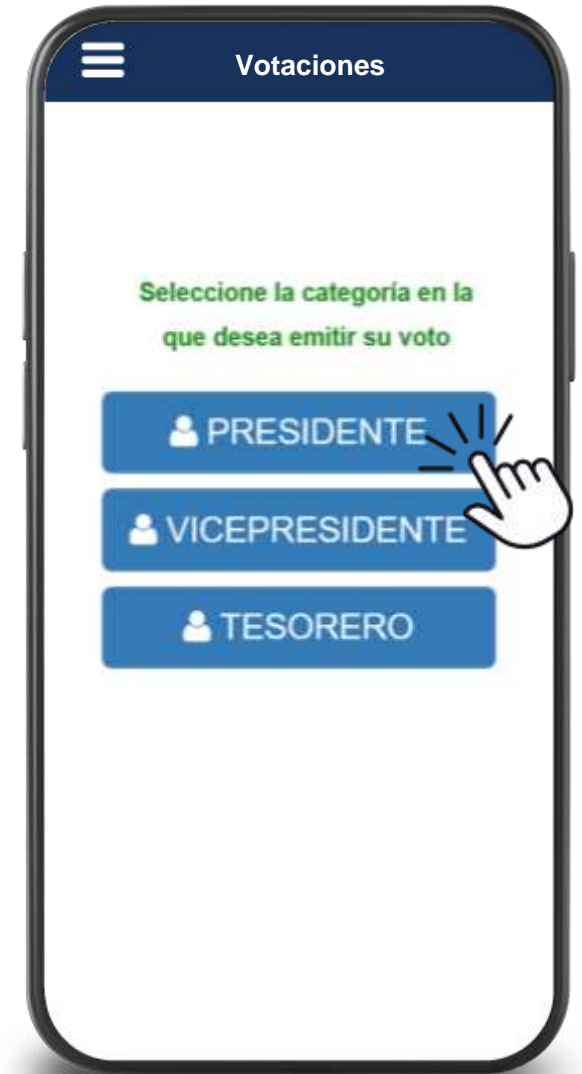 Votaciones
Seleccione la categoría en la
que desea emitir su voto
PRESIDENTE
VICEPRESIDENTE
TESORERO